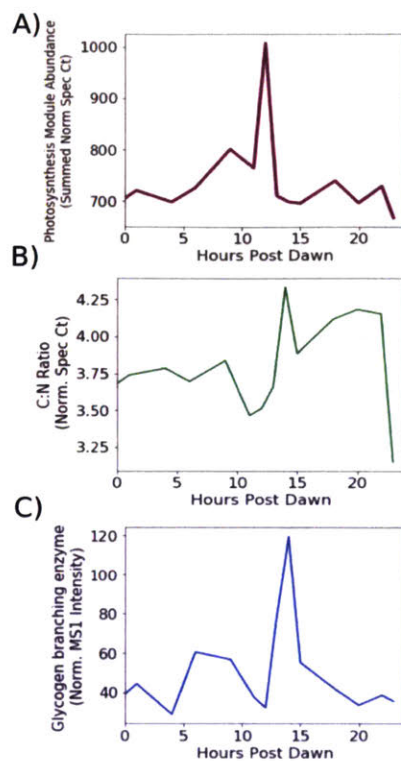 A)
Photosysnthesis Module Abundance
(Summed Norm Spec Ct)
1000
900
800
700
0 5 10 15 20
Hours Post Dawn
B)
C:N Ratio
(Norm. Spec Ct)
4.25
4.00
3.75
3.50
3.25
0 5 10 15 20
Hours Post Dawn
C)
Glycogen branching enzyme
(Norm. MS1 Intensity)
120
100
80
60
40
0 5 10 15 20
Hours Post Dawn